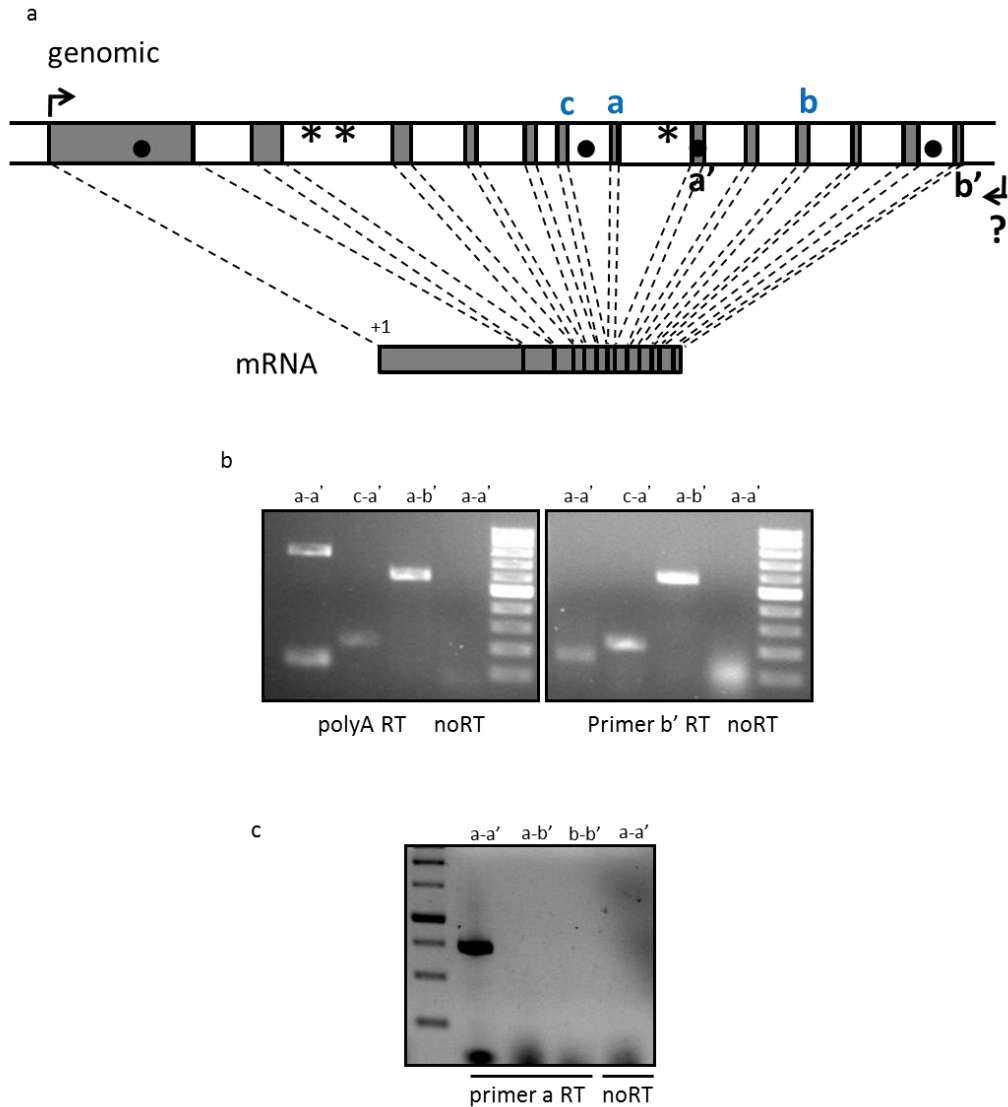 a
genomic
c a b
* * *
a'
b'
?
+1
mRNA
b
a-a' c-a' a-b' a-a' a-a' c-a' a-b' a-a'
polyA RT noRT Primer b' RT noRT
c
a-a' a-b' b-b' a-a'
primer a RT noRT